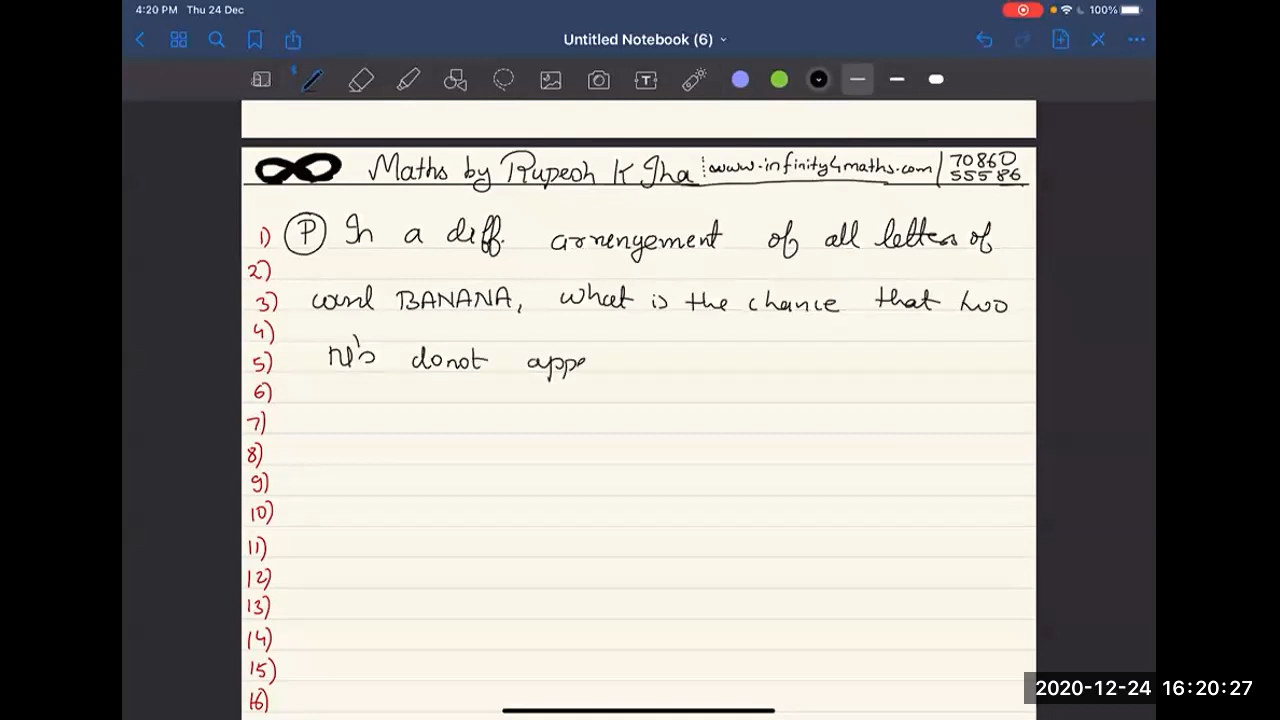 4:20 PM Thu 24 Dec
100%
Untitled Notebook (6)
Maths by Rupesh K Jha www.infinity4maths.com / 70860 55586
1) P In a diff. arrengement of all letters of
2)
3) word BANANA, what is the chance that two
4)
5) N's donot appe
6)
7)
8)
9)
10)
11)
12)
13)
14)
15)
16)
2020-12-24 16:20:27